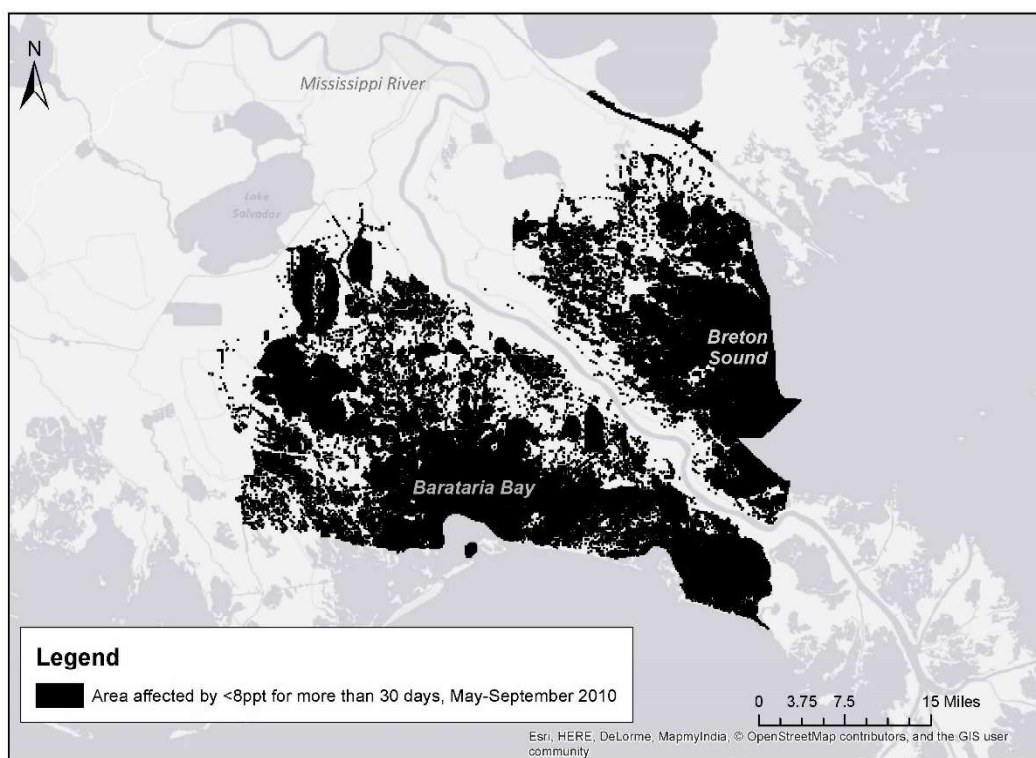 N
Mississippi River
Lake
Salvador
Breton
Sound
Barataria Bay
Legend
Area affected by <8ppt for more than 30 days, May-September 2010
0 3.75 7.5 15 Miles
Esri, HERE, DeLorme, MapmyIndia, © OpenStreetMap contributors, and the GIS user
community